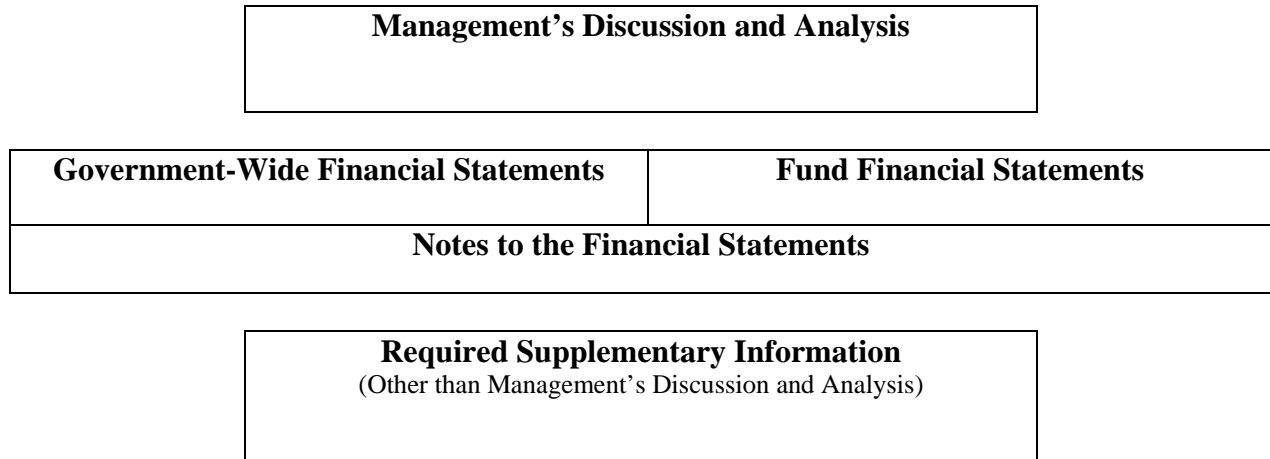 Management’s Discussion and Analysis
Government-Wide Financial Statements
Fund Financial Statements
Notes to the Financial Statements
Required Supplementary Information
(Other than Management’s Discussion and Analysis)